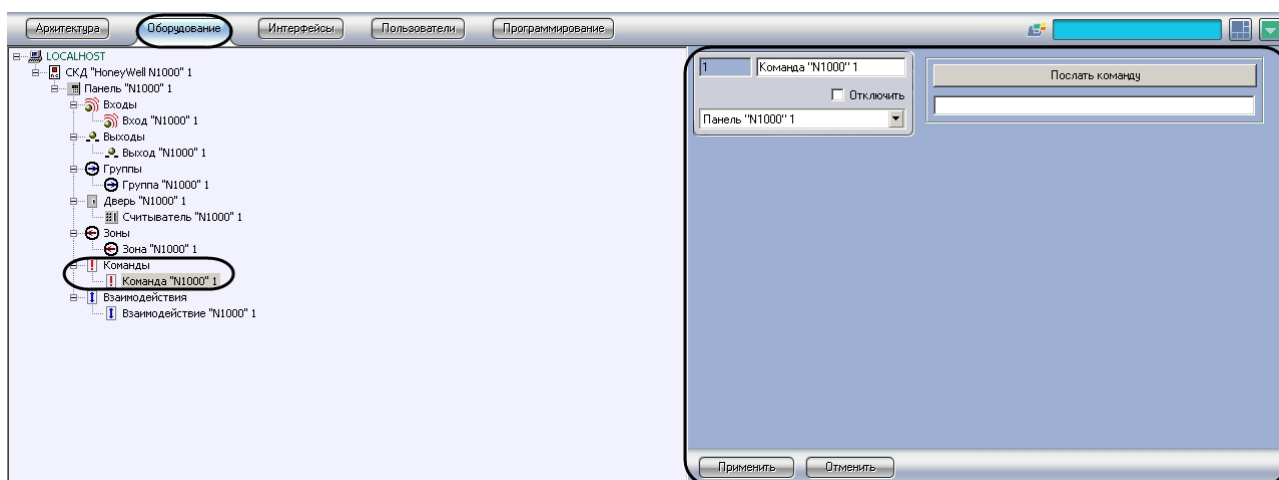 Архитектура Оборудование Интерфейсы Пользователи Программирование
LOCALHOST
СКД "HoneyWell N1000" 1
Панель "N1000" 1
Входы
Вход "N1000" 1
Выходы
Выход "N1000" 1
Группы
Группа "N1000" 1
Дверь "N1000" 1
Считыватель "N1000" 1
Зоны
Зона "N1000" 1
Команды
Команда "N1000" 1
Взаимодействия
Взаимодействие "N1000" 1
1 Команда "N1000" 1
Отключить
Панель "N1000" 1
Послать команду
Применить Отменить